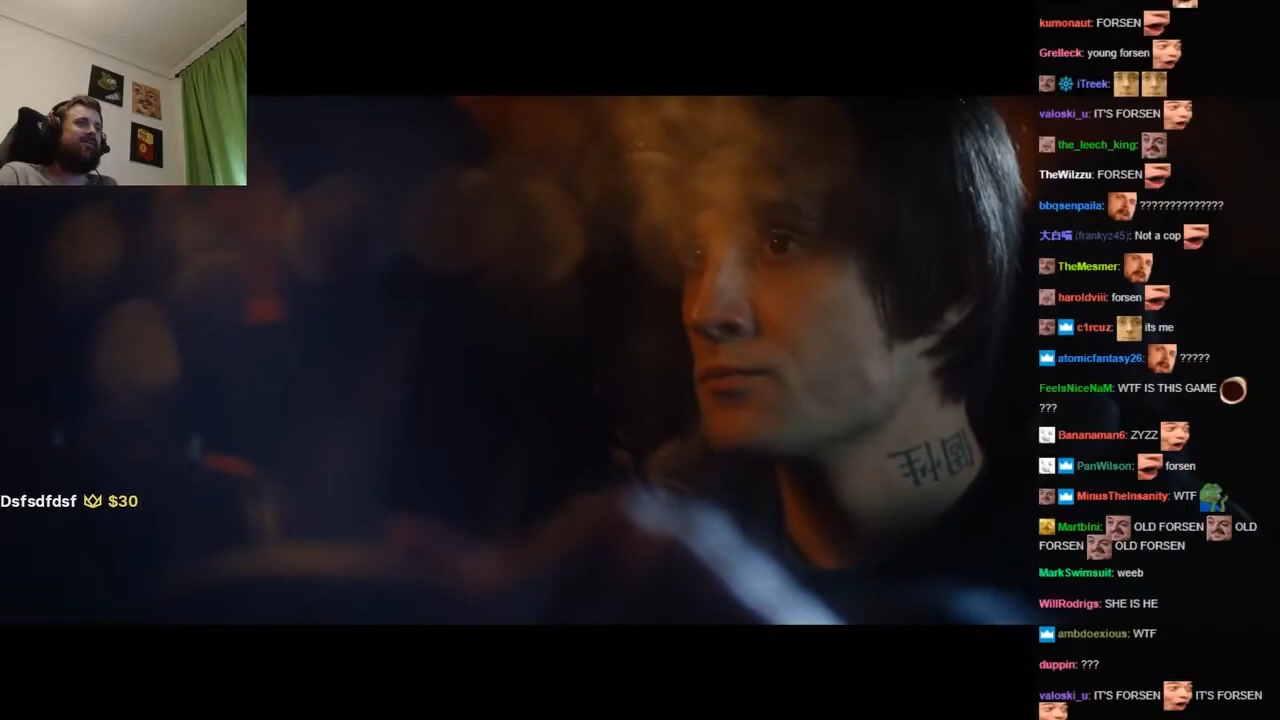 kumonaut: FORSEN
Grelleck: young forsen
iTreek:
valoski_u: IT'S FORSEN
the_leech_king:
TheWilzzu: FORSEN
bbqsenpaila: ??????????????
大白喵 (frankyz45): Not a cop
TheMesmer:
haroldviii: forsen
c1rcuz: its me
atomicfantasy26: ?????
FeelsNiceNaM: WTF IS THIS GAME
???
Bananaman6: ZYZZ
PanWilson: forsen
MinusTheInsanity: WTF
Dsfsdfdsf $30
MartbIni: OLD FORSEN OLD
FORSEN OLD FORSEN
MarkSwimsuit: weeb
WillRodrigs: SHE IS HE
ambdoexious: WTF
duppin: ???
valoski_u: IT'S FORSEN IT'S FORSEN